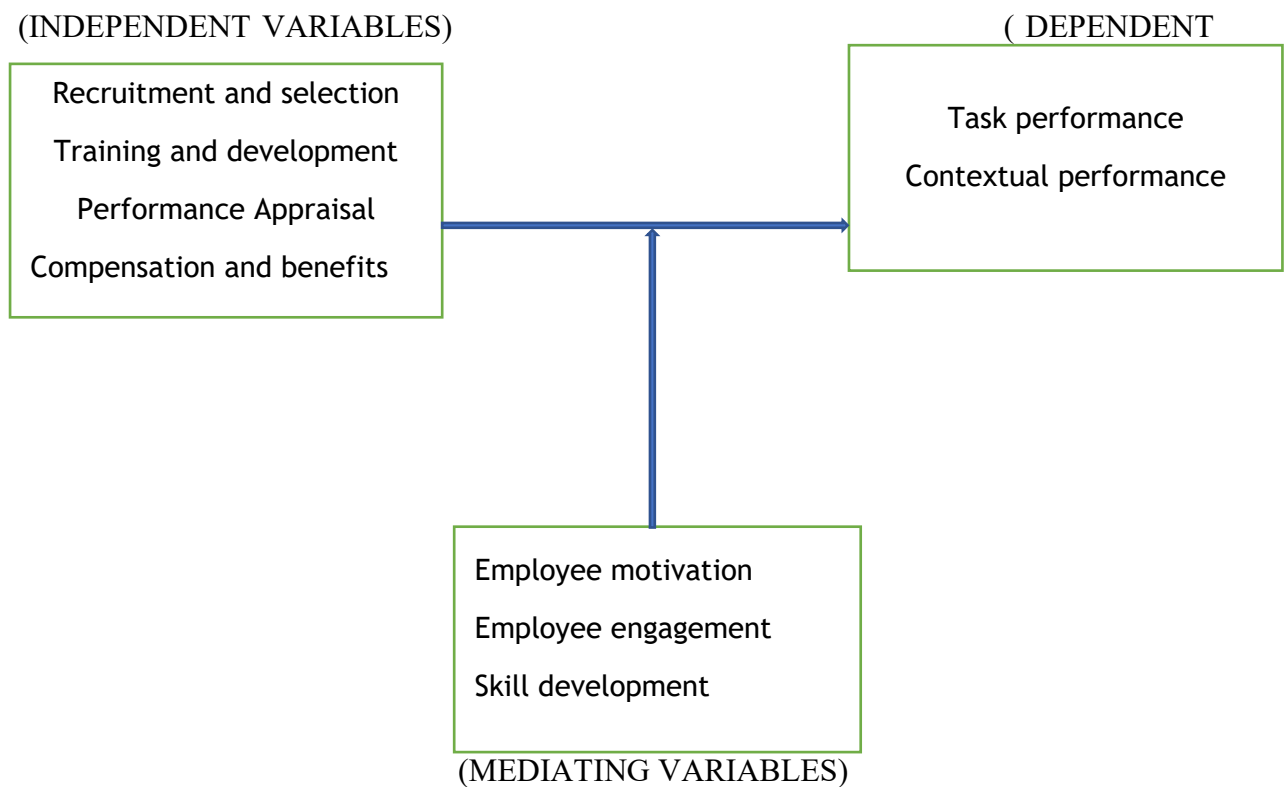 (INDEPENDENT VARIABLES)
( DEPENDENT
Recruitment and selection
Training and development
Performance Appraisal
Compensation and benefits
Task performance
Contextual performance
Employee motivation
Employee engagement
Skill development
(MEDIATING VARIABLES)